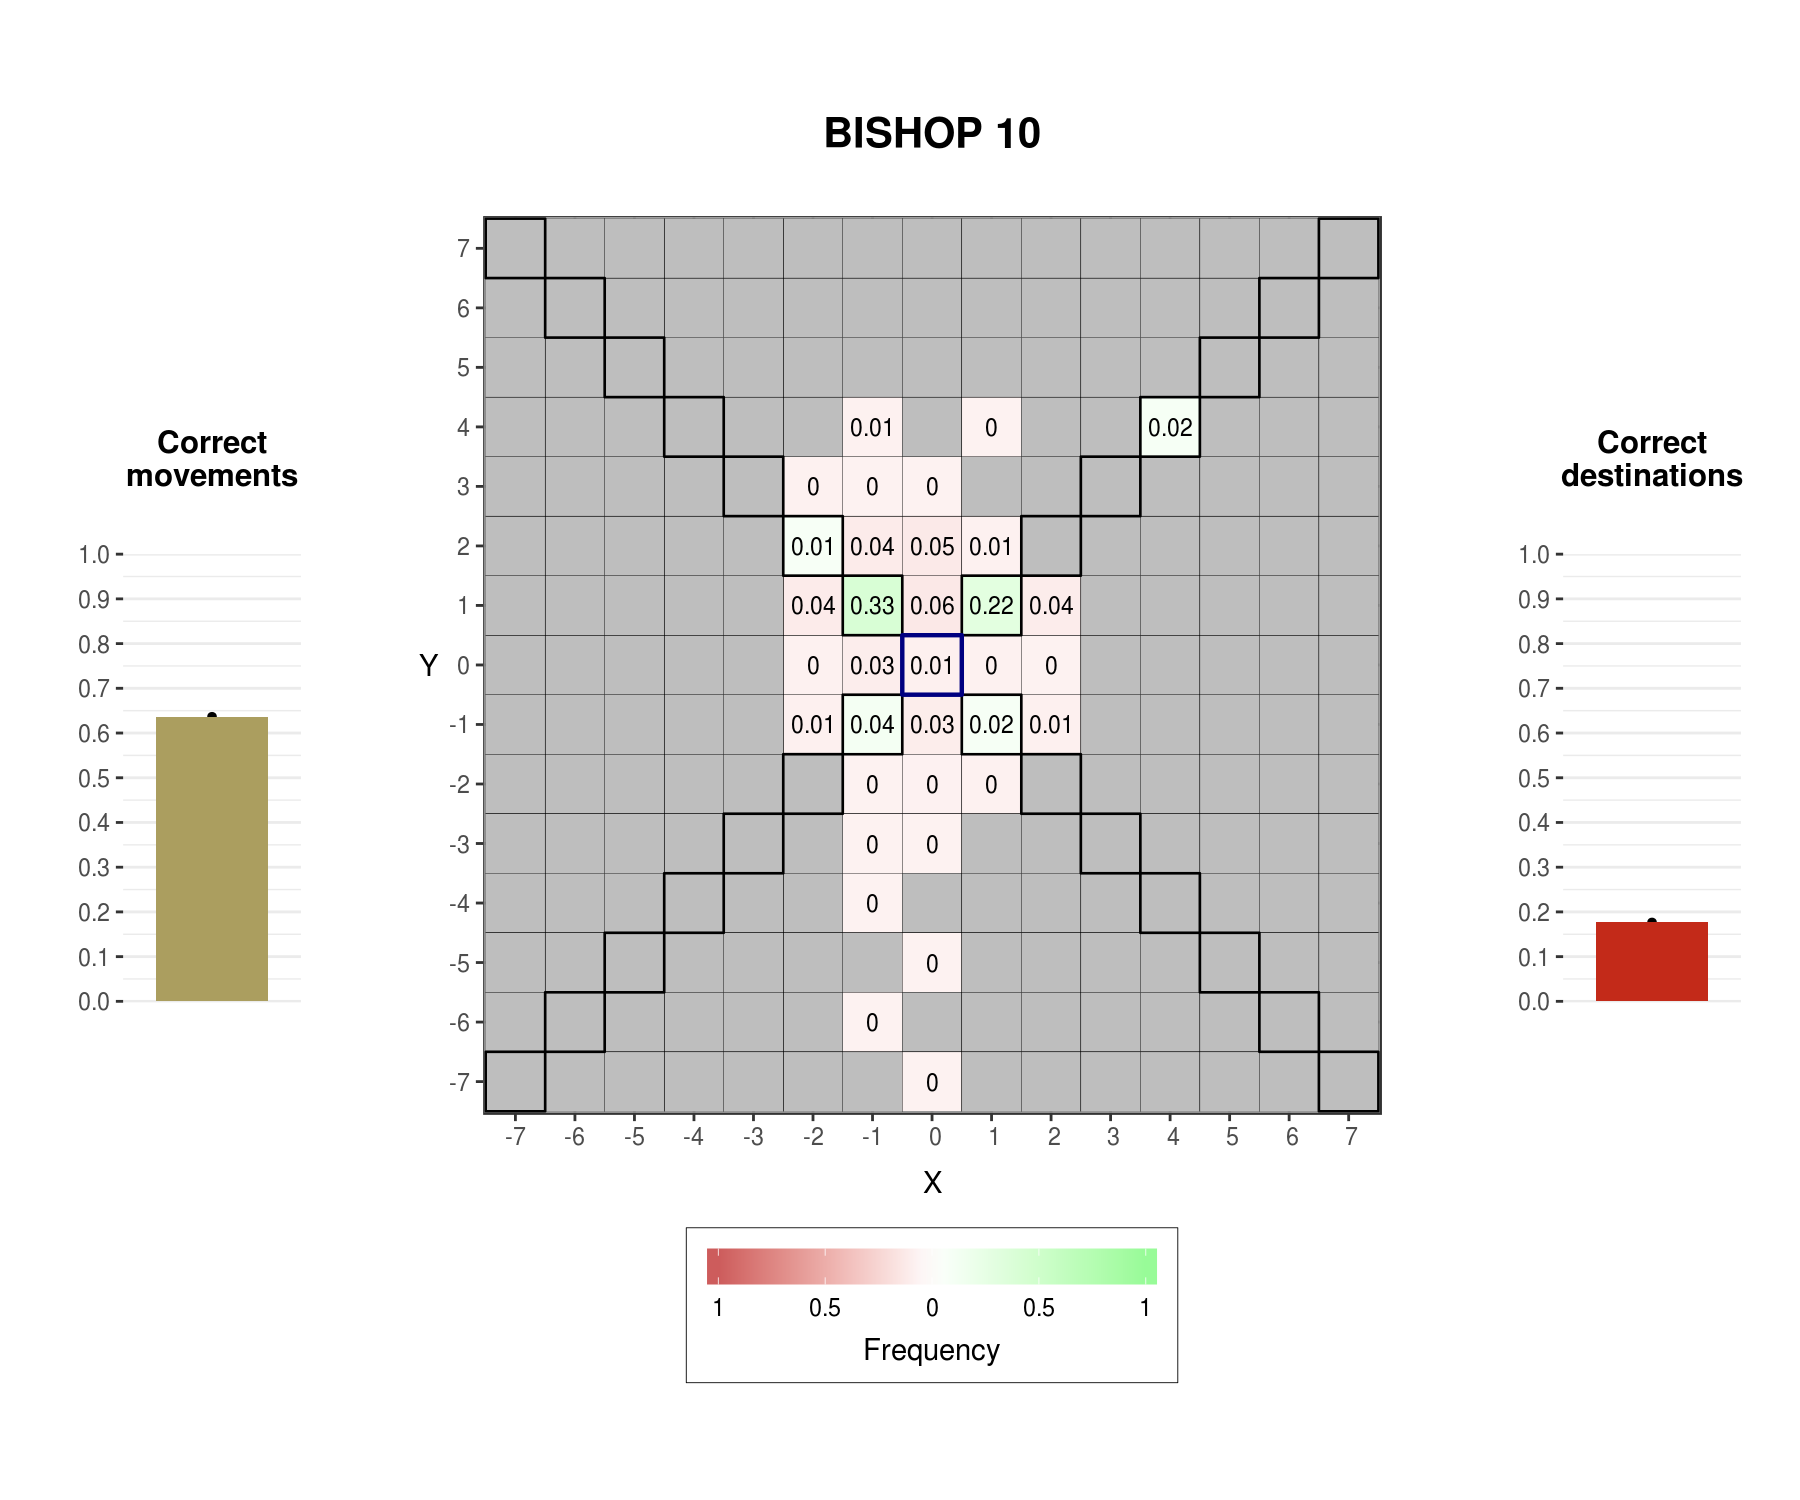 BISHOP 10
Correct
movements
1.0
0.9
0.8
0.7
0.6
0.5
0.4
0.3
0.2
0.1
0.0
Y
7
6
5
4 0.01 0 0.02
3 0 0 0
2 0.01 0.04 0.05 0.01
1 0.04 0.33 0.06 0.22 0.04
0 0 0.03 0.01 0 0
-1 0.01 0.04 0.03 0.02 0.01
-2 0 0 0
-3 0 0
-4 0
-5 0
-6 0
-7 0
-7 -6 -5 -4 -3 -2 -1 0 1 2 3 4 5 6 7
X
1 0.5 0 0.5 1
Frequency
Correct
destinations
1.0
0.9
0.8
0.7
0.6
0.5
0.4
0.3
0.2
0.1
0.0